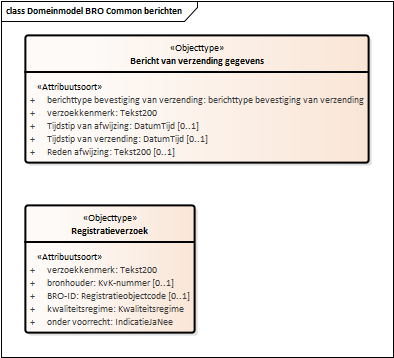 class Domeinmodel BRO Common berichten
«Objecttype»
Bericht van verzending gegevens
«Attribuutsoort»
+ berichttype bevestiging van verzending: berichttype bevestiging van verzending
+ verzoekkenmerk: Tekst200
+ Tijdstip van afwijzing: DatumTijd [0..1]
+ Tijdstip van verzending: DatumTijd [0..1]
+ Reden afwijzing: Tekst200 [0..1]
«Objecttype»
Registratieverzoek
«Attribuutsoort»
+ verzoekkenmerk: Tekst200
+ bronhouder: KvK-nummer [0..1]
+ BRO-ID: Registratieobjectcode [0..1]
+ kwaliteitsregime: Kwaliteitsregime
+ onder voorrecht: IndicatieJaNee